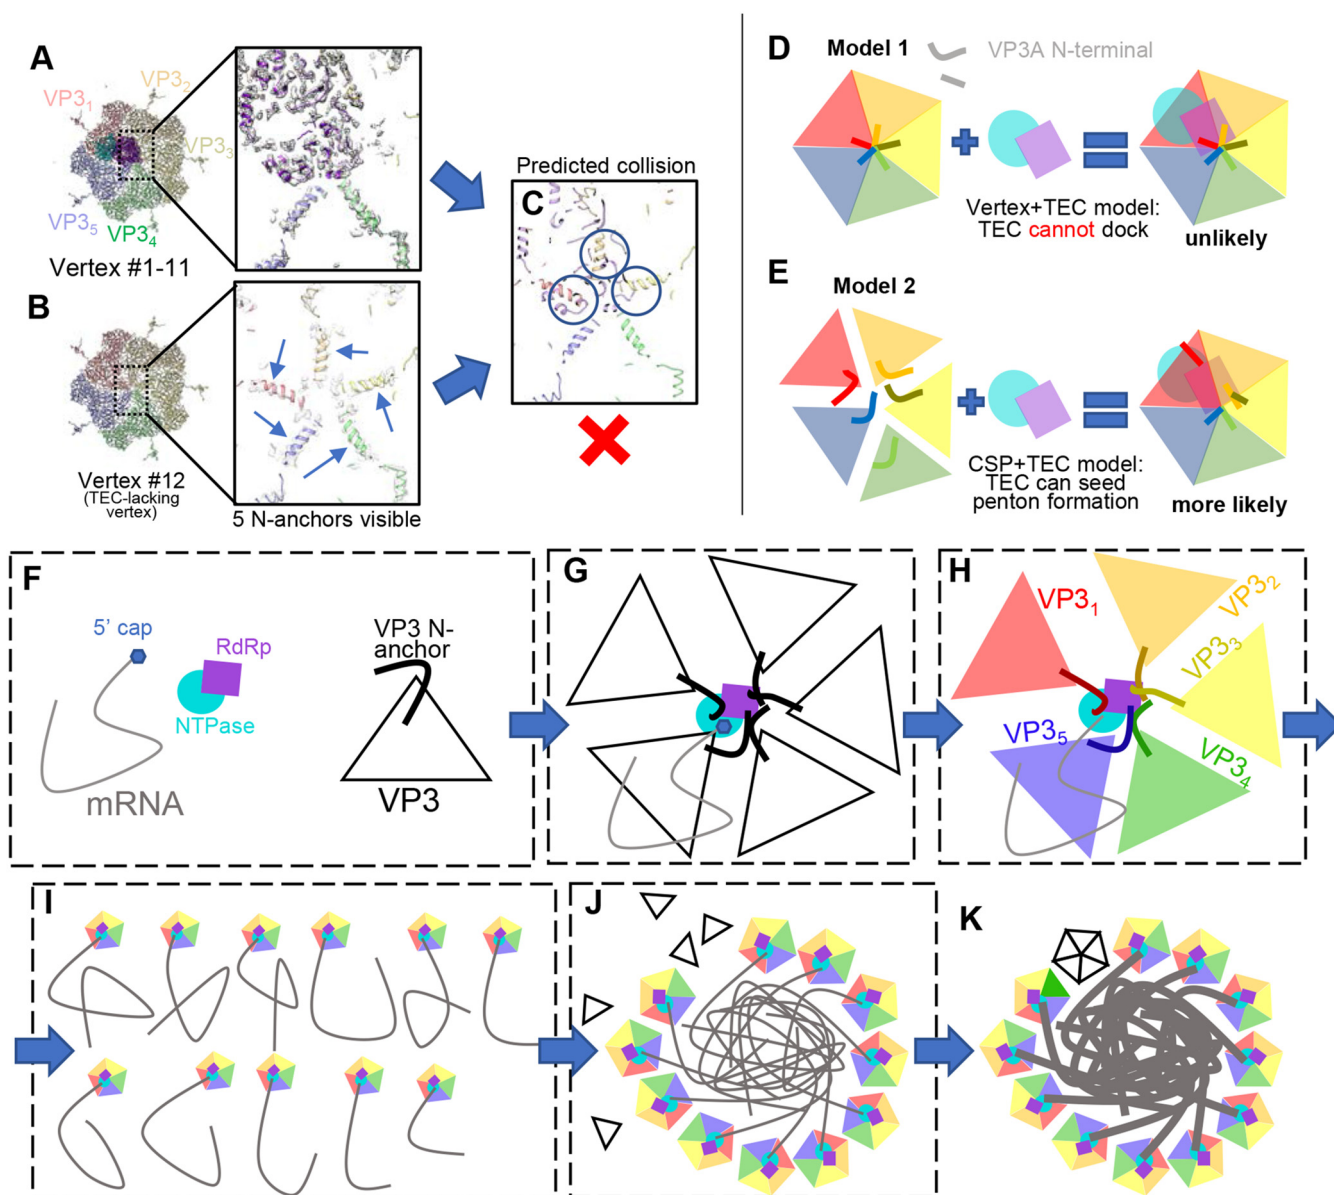 A
VP3₁
VP3₂
VP3₃
VP3₅
VP3₄
Vertex #1-11
B
Vertex #12
(TEC-lacking
vertex)
5 N-anchors visible
Predicted collision
C
D
Model 1
VP3A N-terminal
Vertex+TEC model:
TEC cannot dock
unlikely
E
Model 2
CSP+TEC model:
TEC can seed
penton formation
more likely
F
5' cap
RdRp
NTPase
mRNA
VP3 N-
anchor
VP3
G
H
VP3₁
VP3₂
VP3₃
VP3₅
VP3₄
I
J
K